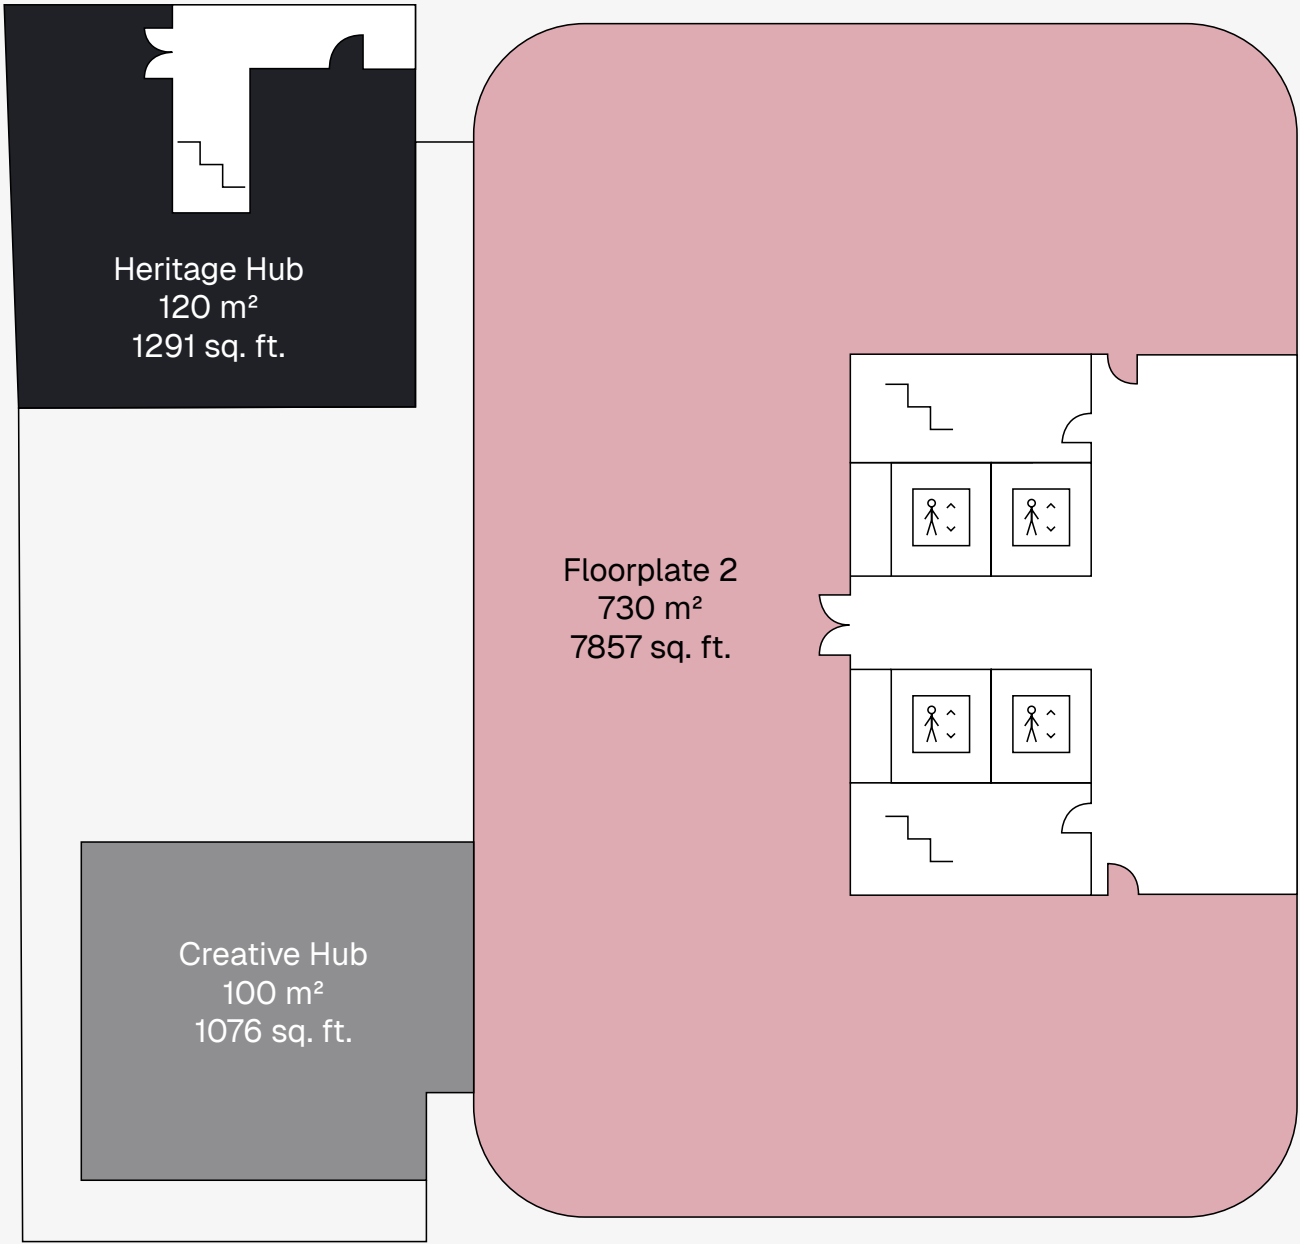 Heritage Hub
120 m²
1291 sq. ft.
Floorplate 2
730 m²
7857 sq. ft.
Creative Hub
100 m²
1076 sq. ft.